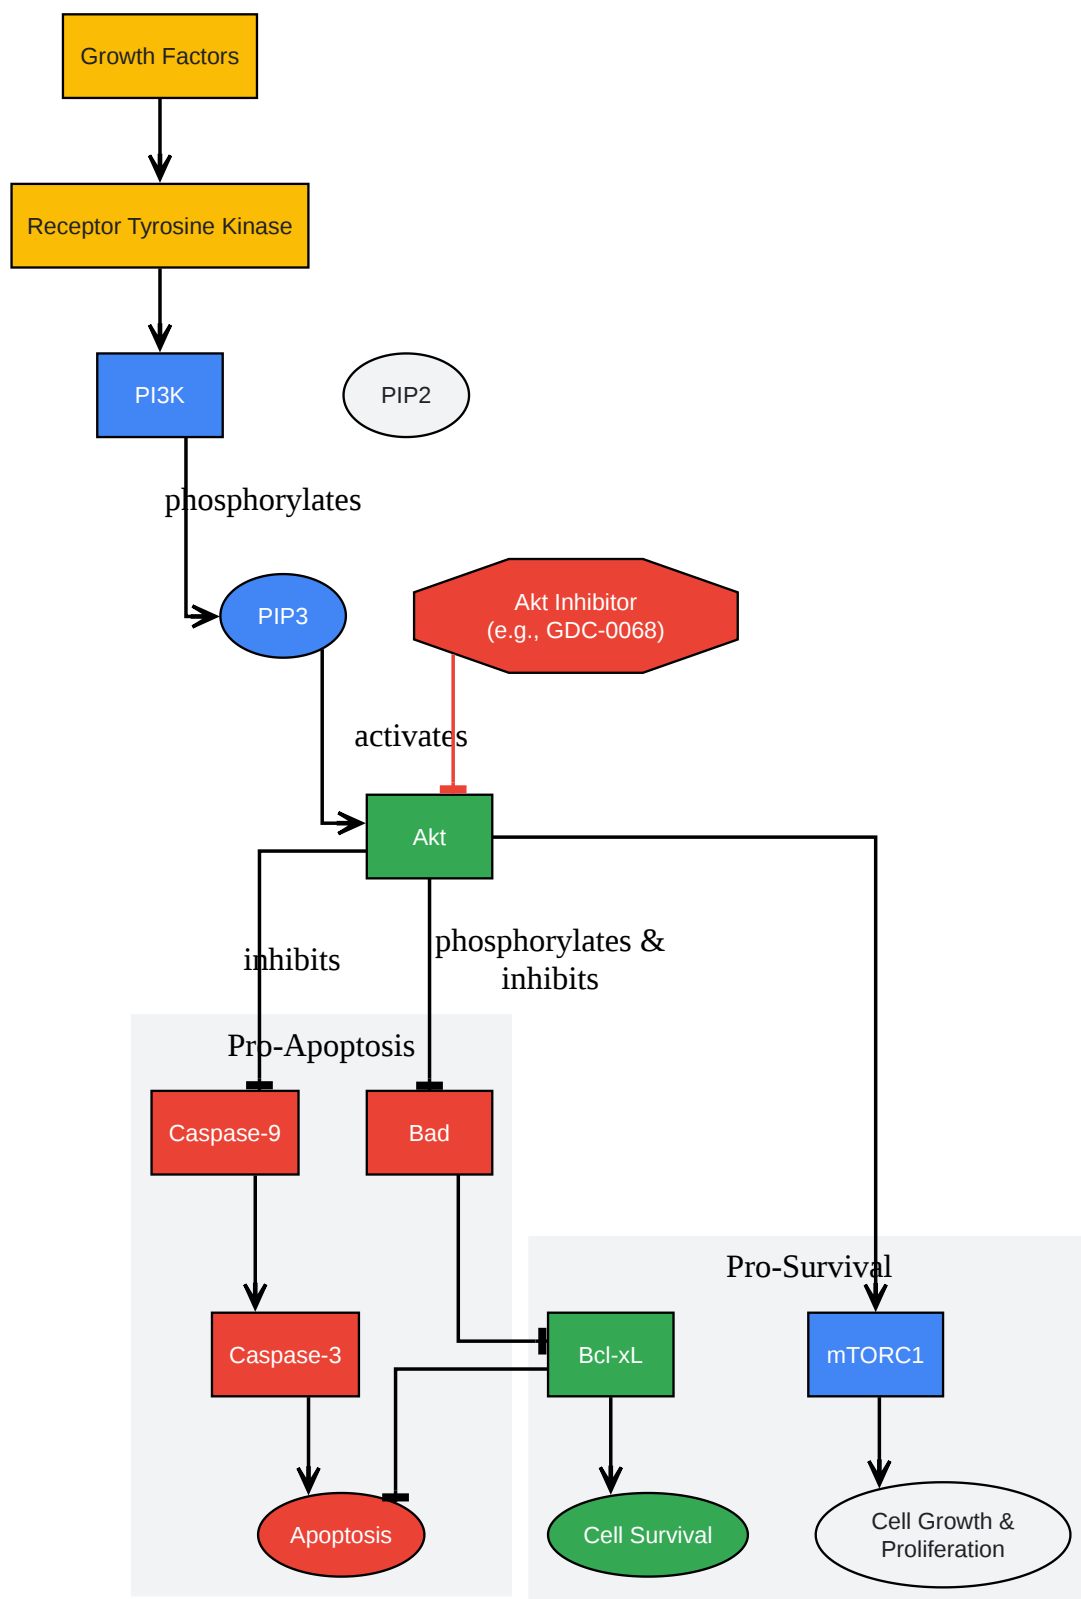 Growth Factors
Receptor Tyrosine Kinase
PI3K
PIP2
phosphorylates
PIP3
Akt Inhibitor
(e.g., GDC-0068)
activates
Akt
inhibits
phosphorylates &
inhibits
Pro-Apoptosis
Caspase-9
Bad
Pro-Survival
Caspase-3
Bcl-xL
mTORC1
Apoptosis
Cell Survival
Cell Growth &
Proliferation